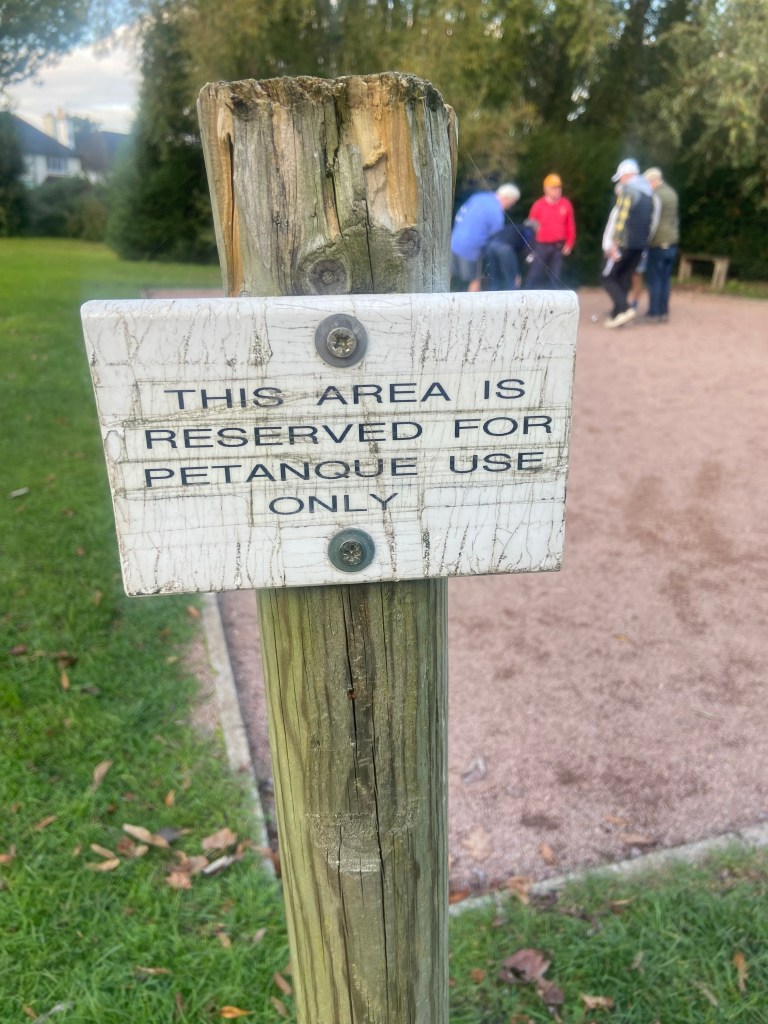 THIS AREA IS
RESERVED FOR
PETANQUE USE
ONLY